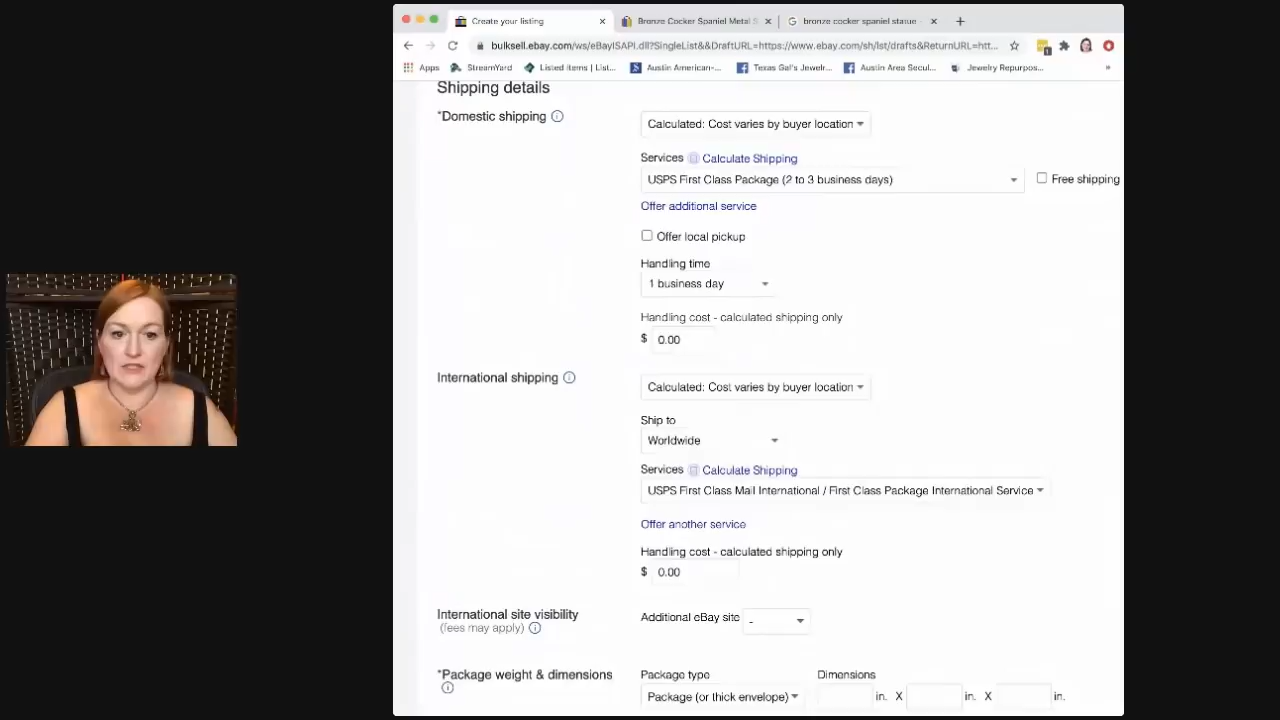 Create your listing
Bronze Cocker Spaniel Metal S
bronze cocker spaniel statue -
bulksell.ebay.com/ws/eBayISAPI.dll?SingleList&&DraftURL=https://www.ebay.com/sh/lst/drafts&ReturnURL=htt...
Apps
StreamYard
Listed items | List...
Austin American-...
Texas Gal's Jewelr...
Austin Area Secul...
Jewelry Repurpos...
»
Shipping details
*Domestic shipping
Calculated: Cost varies by buyer location
Services Calculate Shipping
USPS First Class Package (2 to 3 business days)
Free shipping
Offer additional service
Offer local pickup
Handling time
1 business day
Handling cost - calculated shipping only
$ 0.00
International shipping
Calculated: Cost varies by buyer location
Ship to
Worldwide
Services Calculate Shipping
USPS First Class Mail International / First Class Package International Service
Offer another service
Handling cost - calculated shipping only
$ 0.00
International site visibility
(fees may apply)
Additional eBay site
-
*Package weight & dimensions
Package type
Dimensions
Package (or thick envelope)
in. X in. X in.